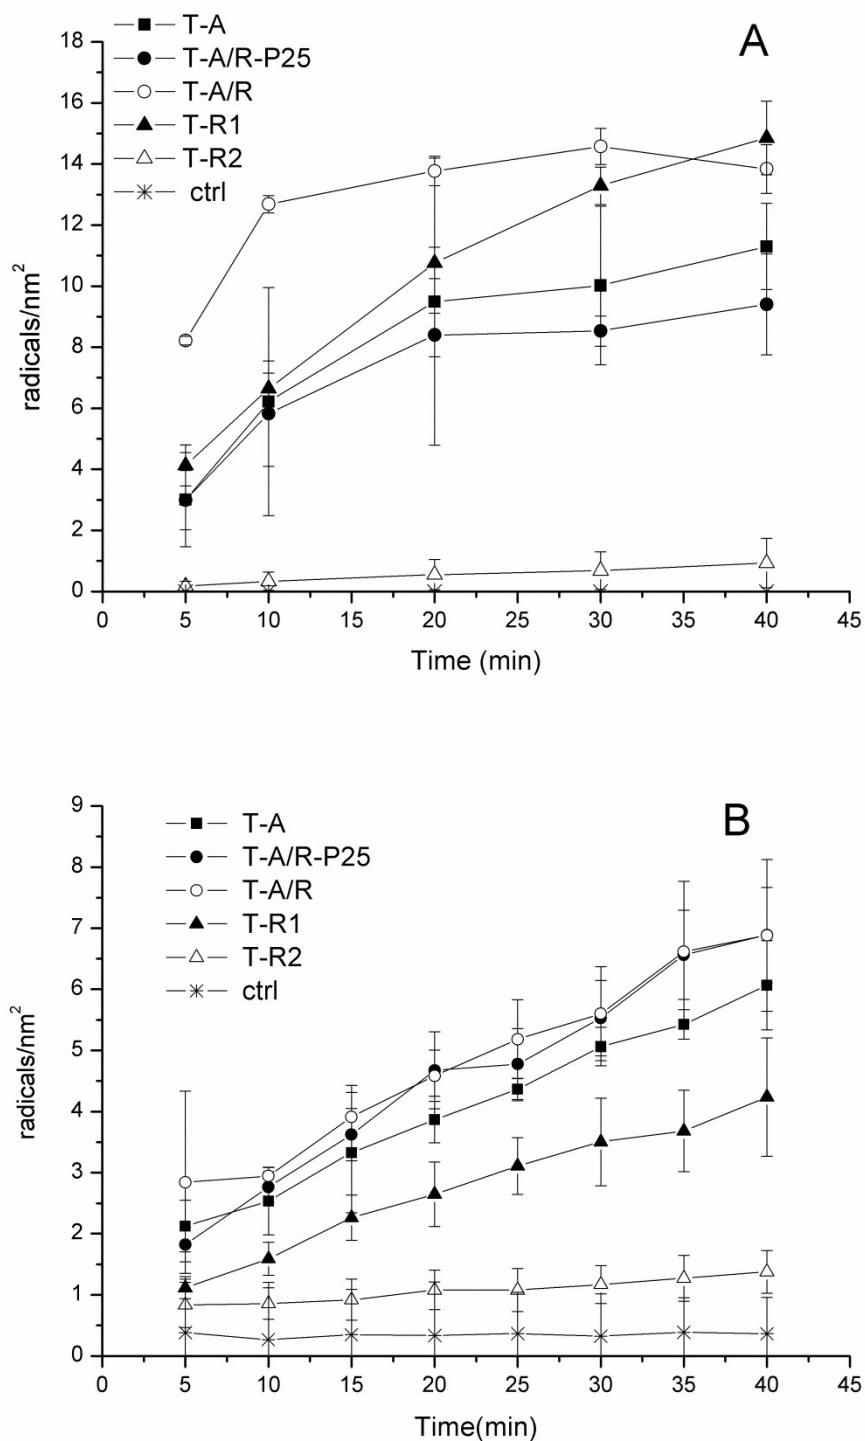 T-A
T-A/R-P25
T-A/R
T-R1
T-R2
ctrl
A
18
16
14
12
10
8
6
4
2
0
radicals/nm²
0 5 10 15 20 25 30 35 40 45
Time (min)
B
T-A
T-A/R-P25
T-A/R
T-R1
T-R2
ctrl
9
8
7
6
5
4
3
2
1
0
radicals/nm²
0 5 10 15 20 25 30 35 40 45
Time(min)